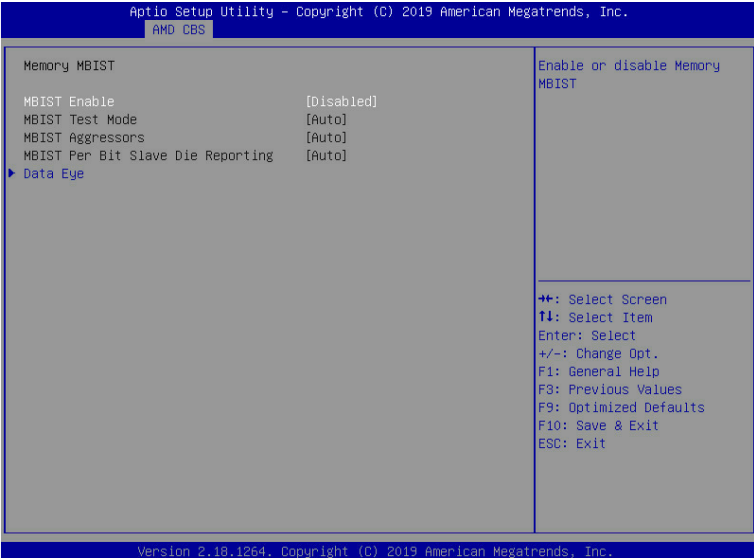 Aptio Setup Utility – Copyright (C) 2019 American Megatrends, Inc.
AMD CBS
Memory MBIST
MBIST Enable [Disabled]
MBIST Test Mode [Auto]
MBIST Aggressors [Auto]
MBIST Per Bit Slave Die Reporting [Auto]
Data Eye
Enable or disable Memory
MBIST
→←: Select Screen
↑↓: Select Item
Enter: Select
+/-: Change Opt.
F1: General Help
F3: Previous Values
F9: Optimized Defaults
F10: Save & Exit
ESC: Exit
Version 2.18.1264. Copyright (C) 2019 American Megatrends, Inc.